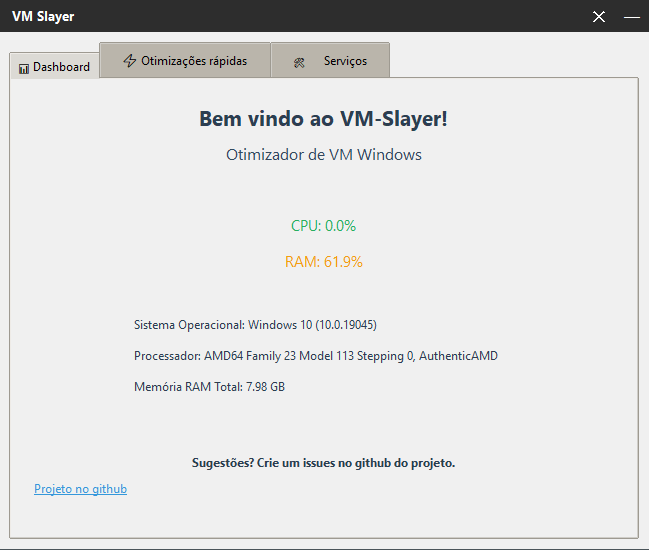 VM Slayer
Dashboard
Otimizações rápidas
Serviços
Bem vindo ao VM-Slayer!
Otimizador de VM Windows
CPU: 0.0%
RAM: 61.9%
Sistema Operacional: Windows 10 (10.0.19045)
Processador: AMD64 Family 23 Model 113 Stepping 0, AuthenticAMD
Memória RAM Total: 7.98 GB
Sugestões? Crie um issues no github do projeto.
Projeto no github